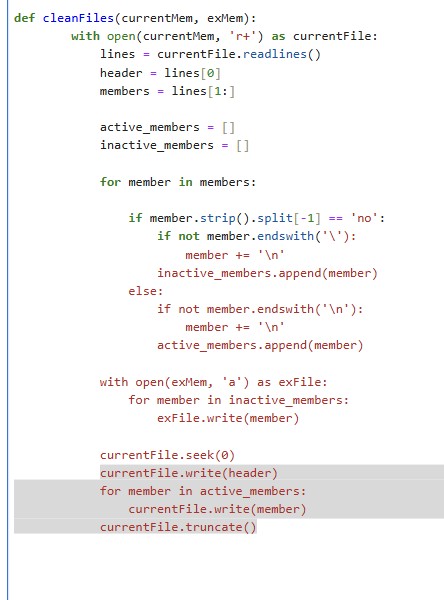 def cleanFiles(currentMem, exMem):
        with open(currentMem, 'r+') as currentFile:
            lines = currentFile.readlines()
            header = lines[0]
            members = lines[1:]

            active_members = []
            inactive_members = []

            for member in members:

                if member.strip().split[-1] == 'no':
                    if not member.endswith('\'):
                        member += '\n'
                    inactive_members.append(member)
                else:
                    if not member.endswith('\n'):
                        member += '\n'
                    active_members.append(member)

            with open(exMem, 'a') as exFile:
                for member in inactive_members:
                    exFile.write(member)

            currentFile.seek(0)
            currentFile.write(header)
            for member in active_members:
                currentFile.write(member)
            currentFile.truncate()